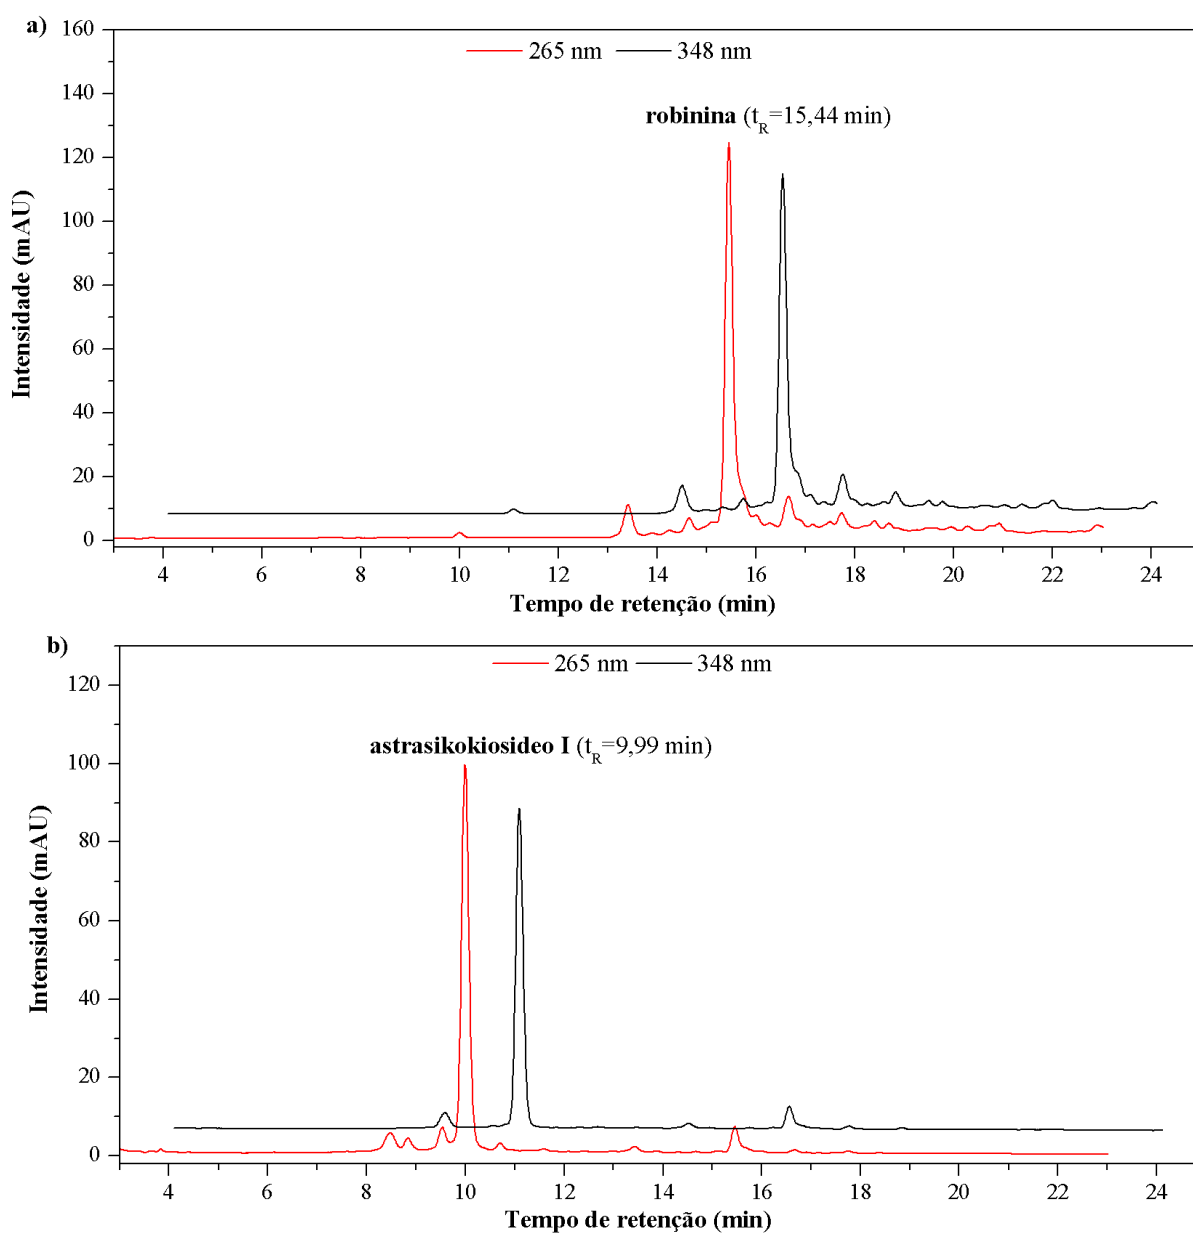 a)
265 nm 348 nm
robinina (tR=15,44 min)
Intensidade (mAU)
160
140
120
100
80
60
40
20
0
4 6 8 10 12 14 16 18 20 22 24
Tempo de retenção (min)
b)
265 nm 348 nm
astrasikokiosideo I (tR=9,99 min)
Intensidade (mAU)
120
100
80
60
40
20
0
4 6 8 10 12 14 16 18 20 22 24
Tempo de retenção (min)